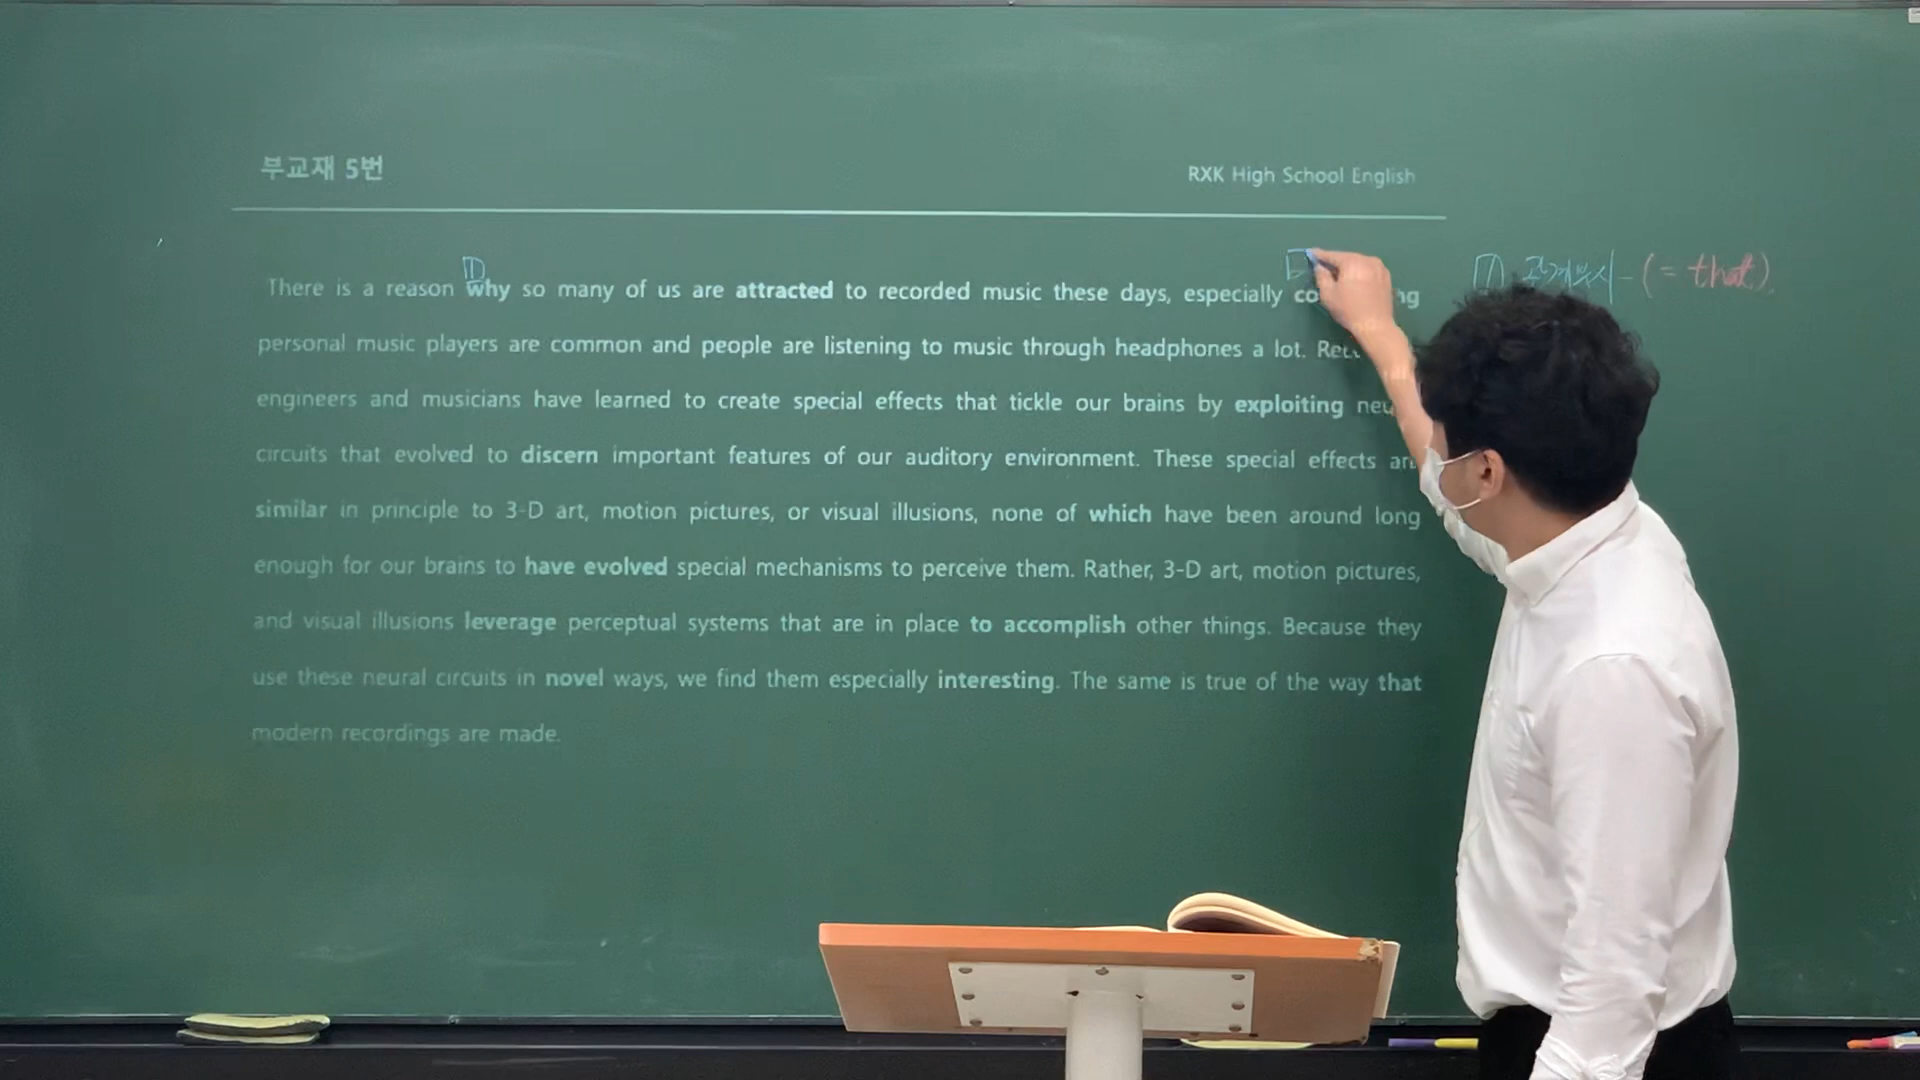 부교재 5번
RXK High School English
There is a reason why so many of us are attracted to recorded music these days, especially
personal music players are common and people are listening to music through headphones a lot.
engineers and musicians have learned to create special effects that tickle our brains by exploiting
circuits that evolved to discern important features of our auditory environment. These special effects are
similar in principle to 3-D art, motion pictures, or visual illusions, none of which have been around long
enough for our brains to have evolved special mechanisms to perceive them. Rather, 3-D art, motion pictures,
and visual illusions leverage perceptual systems that are in place to accomplish other things. Because they
use these neural circuits in novel ways, we find them especially interesting. The same is true of the way that
modern recordings are made.
1 관계부사 (= that)